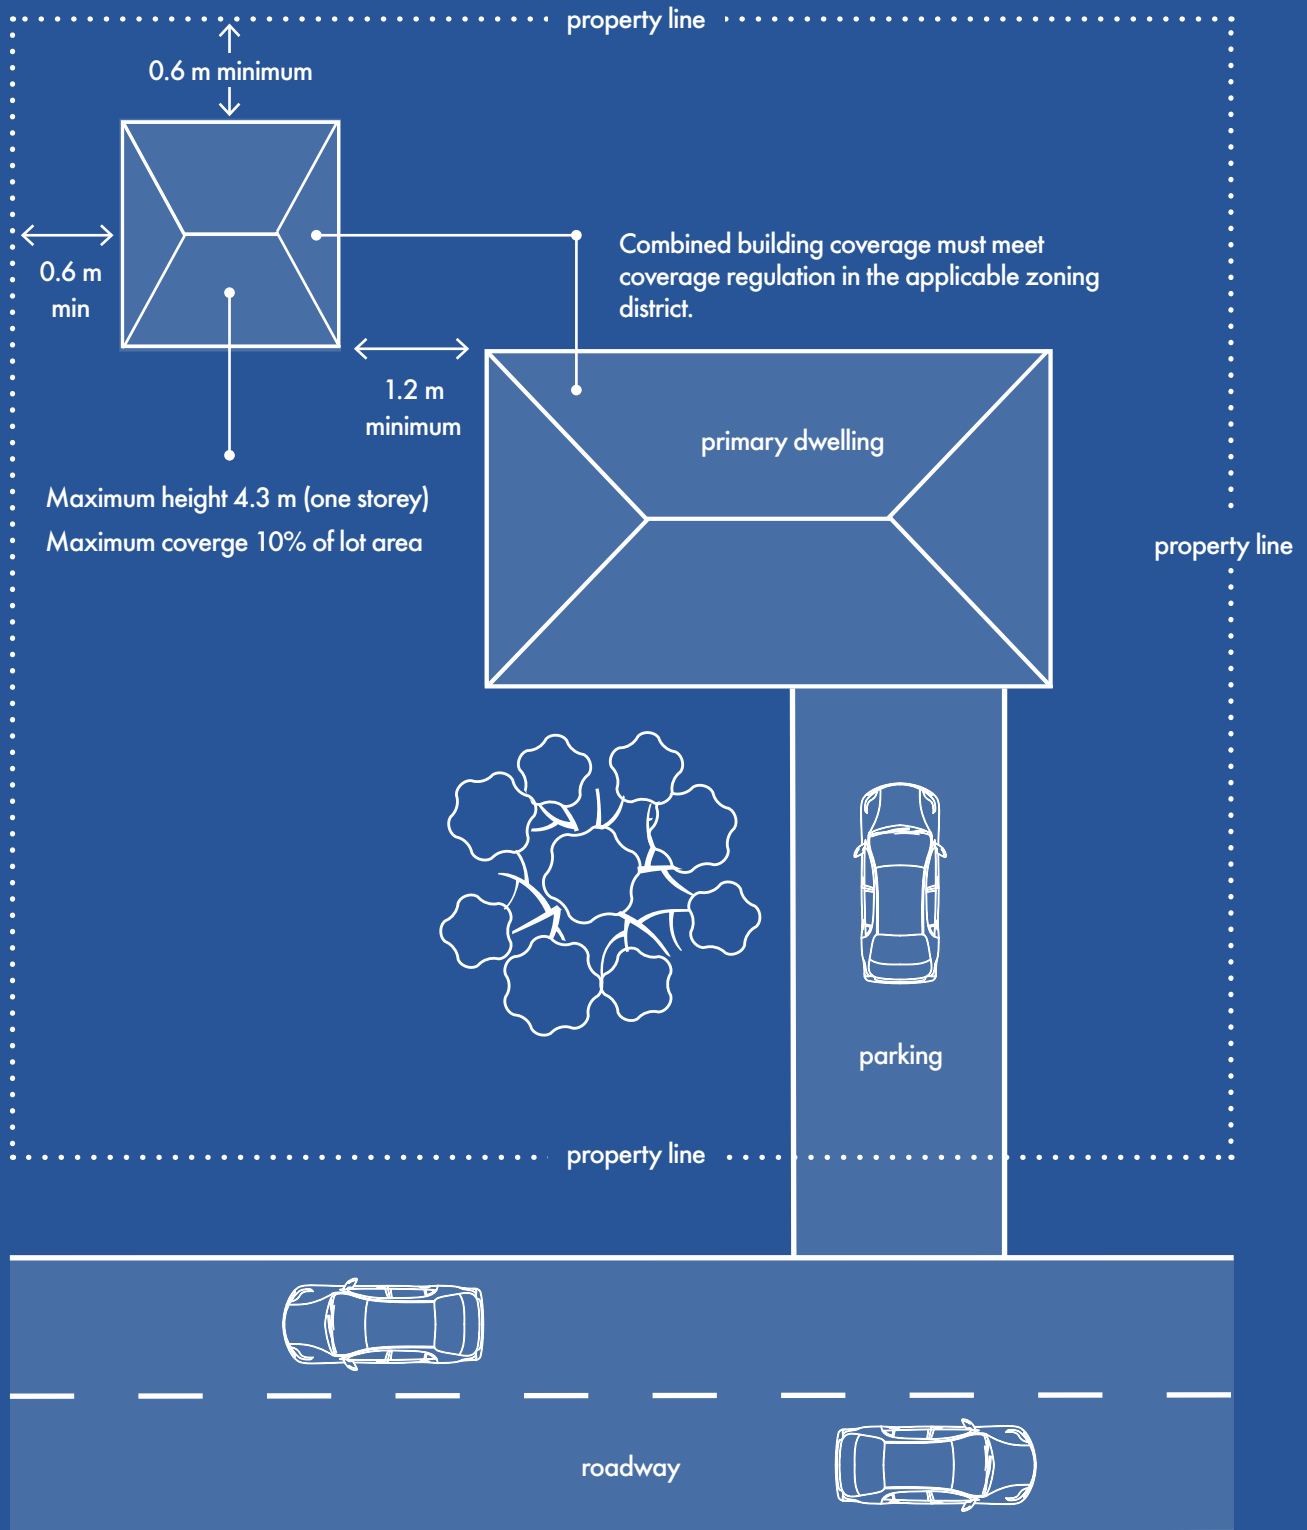 property line
0.6 m minimum
0.6 m
min
Combined building coverage must meet
coverage regulation in the applicable zoning
district.
1.2 m
minimum
primary dwelling
Maximum height 4.3 m (one storey)
Maximum coverge 10% of lot area
property line
parking
property line
roadway